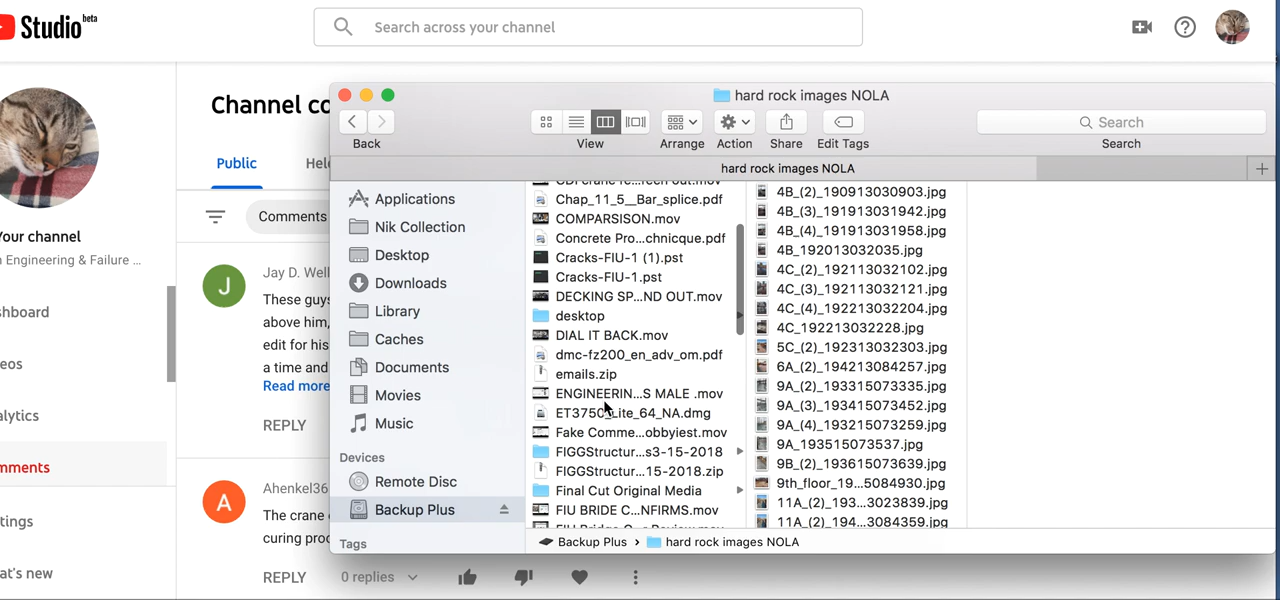 Studio beta
Search across your channel
Channel co
Public
Hel
Comments
Your channel
n Engineering & Failure ...
shboard
eos
alytics
mments
tings
at's new
J
Jay D. Well
These guys
above him,
edit for his
a time and
Read more
REPLY
A
Ahenkel36
The crane
curing proc
REPLY
0 replies
hard rock images NOLA
Back
View
Arrange
Action
Share
Edit Tags
Search
Search
hard rock images NOLA
Applications
Nik Collection
Desktop
Downloads
Library
Caches
Documents
Movies
Music
Devices
Remote Disc
Backup Plus
Tags
Chap_11_5__Bar_splice.pdf
COMPARSISON.mov
Concrete Pro...chnicque.pdf
Cracks-FIU-1 (1).pst
Cracks-FIU-1.pst
DECKING SP...ND OUT.mov
desktop
DIAL IT BACK.mov
dmc-fz200_en_adv_om.pdf
emails.zip
ENGINEERIN...S MALE .mov
ET3750_Lite_64_NA.dmg
Fake Comme...obbyiest.mov
FIGGStructur...s3-15-2018
FIGGStructur...15-2018.zip
Final Cut Original Media
FIU BRIDE C...NFIRMS.mov
4B_(2)_190913030903.jpg
4B_(3)_191913031942.jpg
4B_(4)_191913031958.jpg
4B_192013032035.jpg
4C_(2)_192113032102.jpg
4C_(3)_192113032121.jpg
4C_(4)_192213032204.jpg
4C_192213032228.jpg
5C_(2)_192313032303.jpg
6A_(2)_194213084257.jpg
9A_(2)_193315073335.jpg
9A_(3)_193415073452.jpg
9A_(4)_193215073259.jpg
9A_193515073537.jpg
9B_(2)_193615073639.jpg
9th_floor_19...5084930.jpg
11A_(2)_193...3023839.jpg
11A_(2)_194...3084359.jpg
Backup Plus › hard rock images NOLA